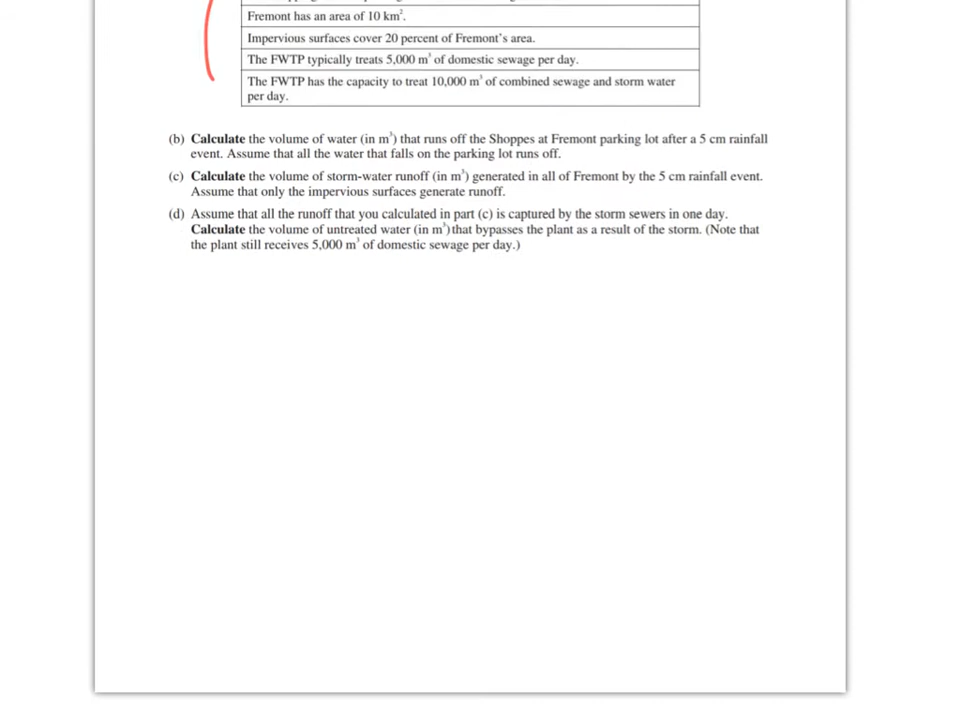 Fremont has an area of 10 km².
Impervious surfaces cover 20 percent of Fremont's area.
The FWTP typically treats 5,000 m³ of domestic sewage per day.
The FWTP has the capacity to treat 10,000 m³ of combined sewage and storm water
per day.
(b) Calculate the volume of water (in m³) that runs off the Shoppes at Fremont parking lot after a 5 cm rainfall
event. Assume that all the water that falls on the parking lot runs off.
(c) Calculate the volume of storm-water runoff (in m³) generated in all of Fremont by the 5 cm rainfall event.
Assume that only the impervious surfaces generate runoff.
(d) Assume that all the runoff that you calculated in part (c) is captured by the storm sewers in one day.
Calculate the volume of untreated water (in m³) that bypasses the plant as a result of the storm. (Note that
the plant still receives 5,000 m³ of domestic sewage per day.)